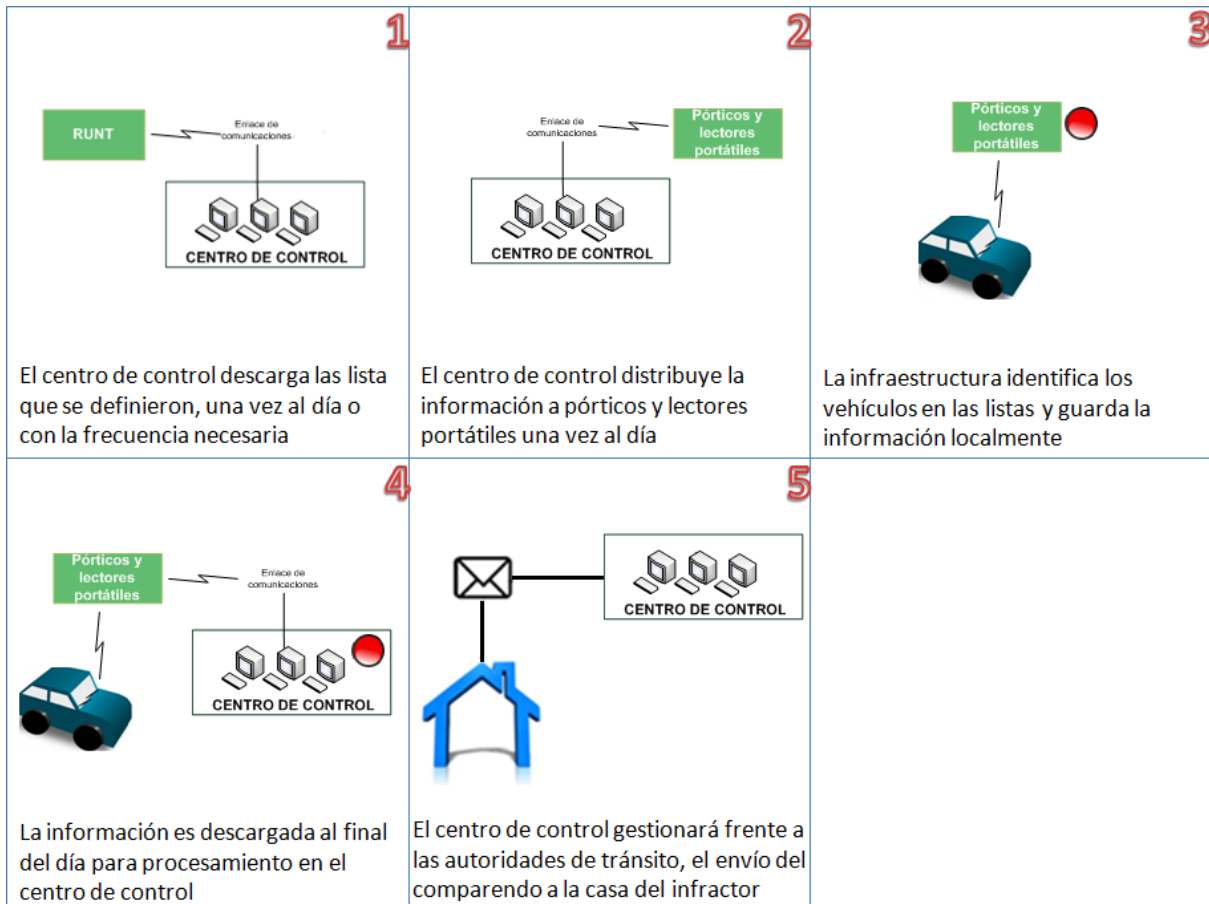 1
RUNT
Enlace de
comunicaciones
CENTRO DE CONTROL
El centro de control descarga las lista
que se definieron, una vez al día o
con la frecuencia necesaria
2
Enlace de
comunicaciones
Pórticos y
lectores
portátiles
CENTRO DE CONTROL
El centro de control distribuye la
información a pórticos y lectores
portátiles una vez al día
3
Pórticos y
lectores
portátiles
La infraestructura identifica los
vehículos en las listas y guarda la
información localmente
4
Pórticos y
lectores
portátiles
Enlace de
comunicaciones
CENTRO DE CONTROL
La información es descargada al final
del día para procesamiento en el
centro de control
5
CENTRO DE CONTROL
El centro de control gestionará frente a
las autoridades de tránsito, el envío del
comparendo a la casa del infractor